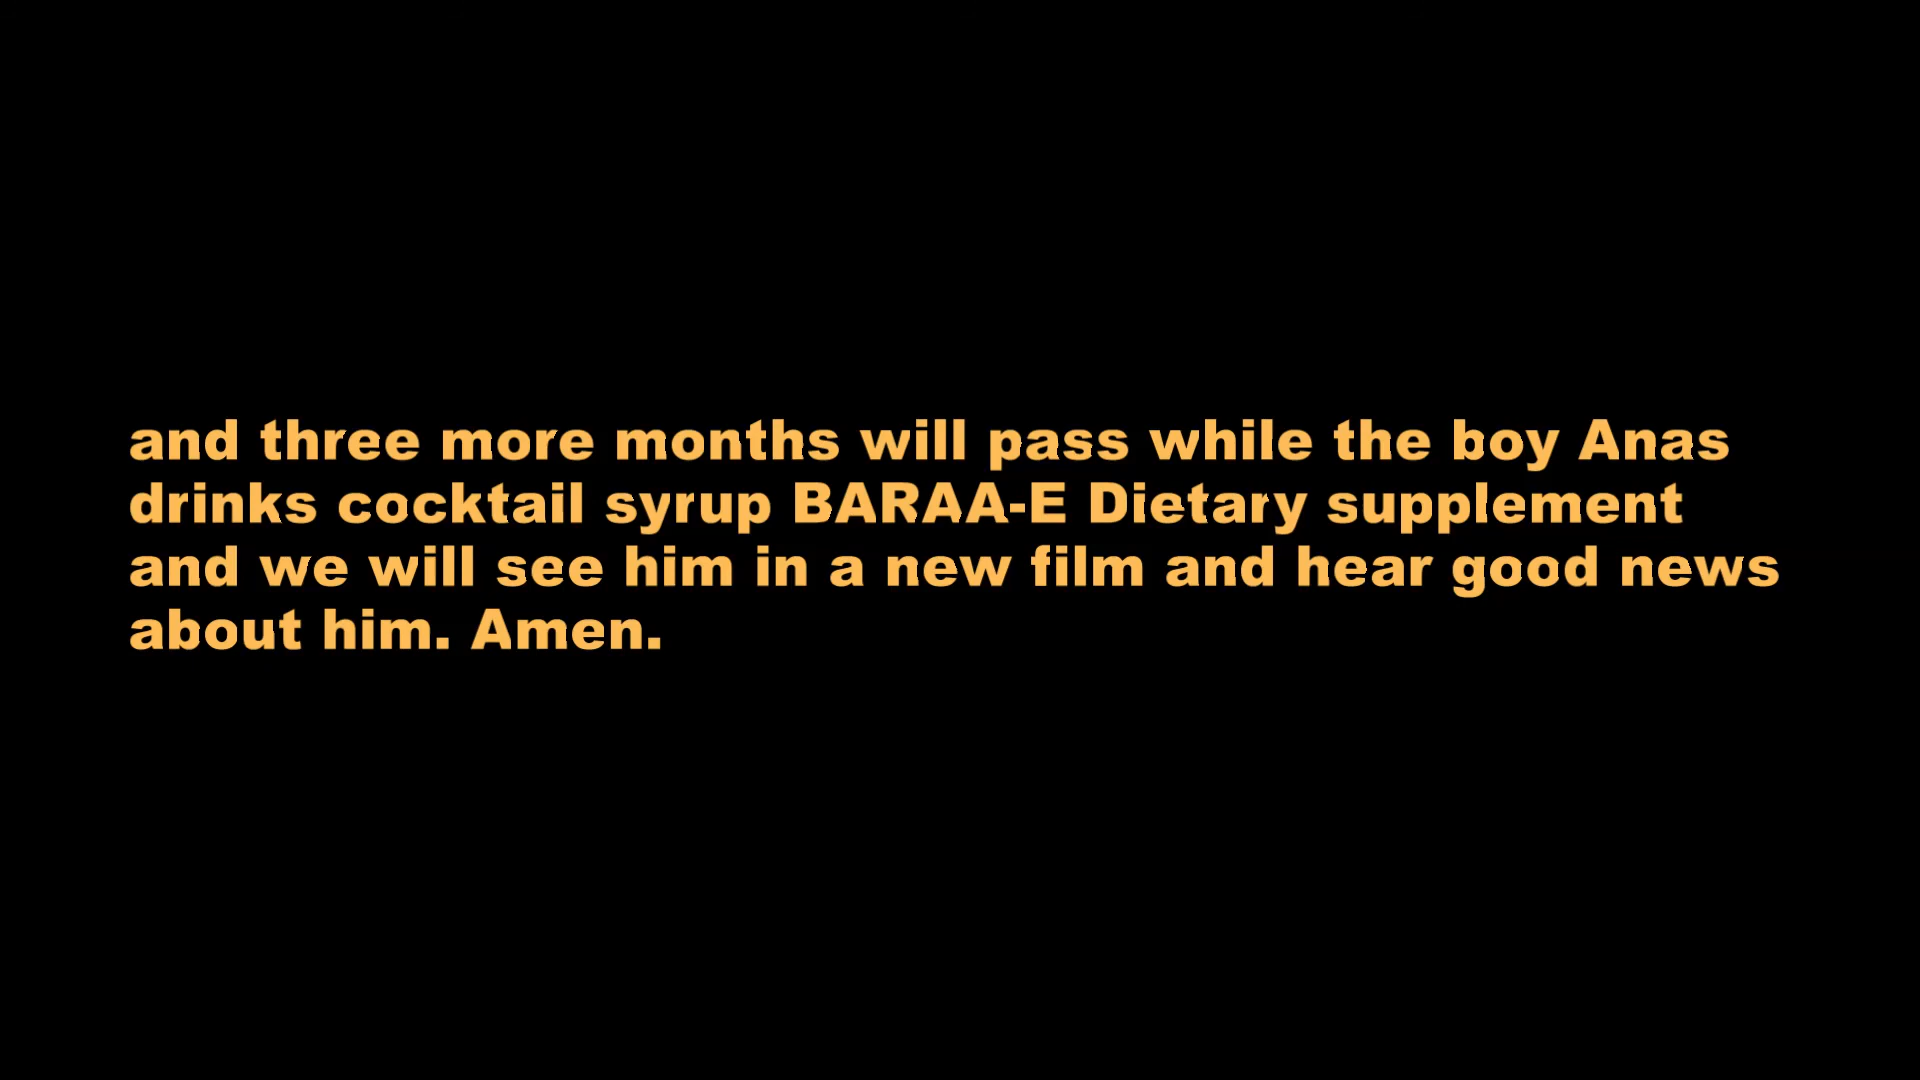 and three more months will pass while the boy Anas
drinks cocktail syrup BARAA-E Dietary supplement
and we will see him in a new film and hear good news
about him. Amen.